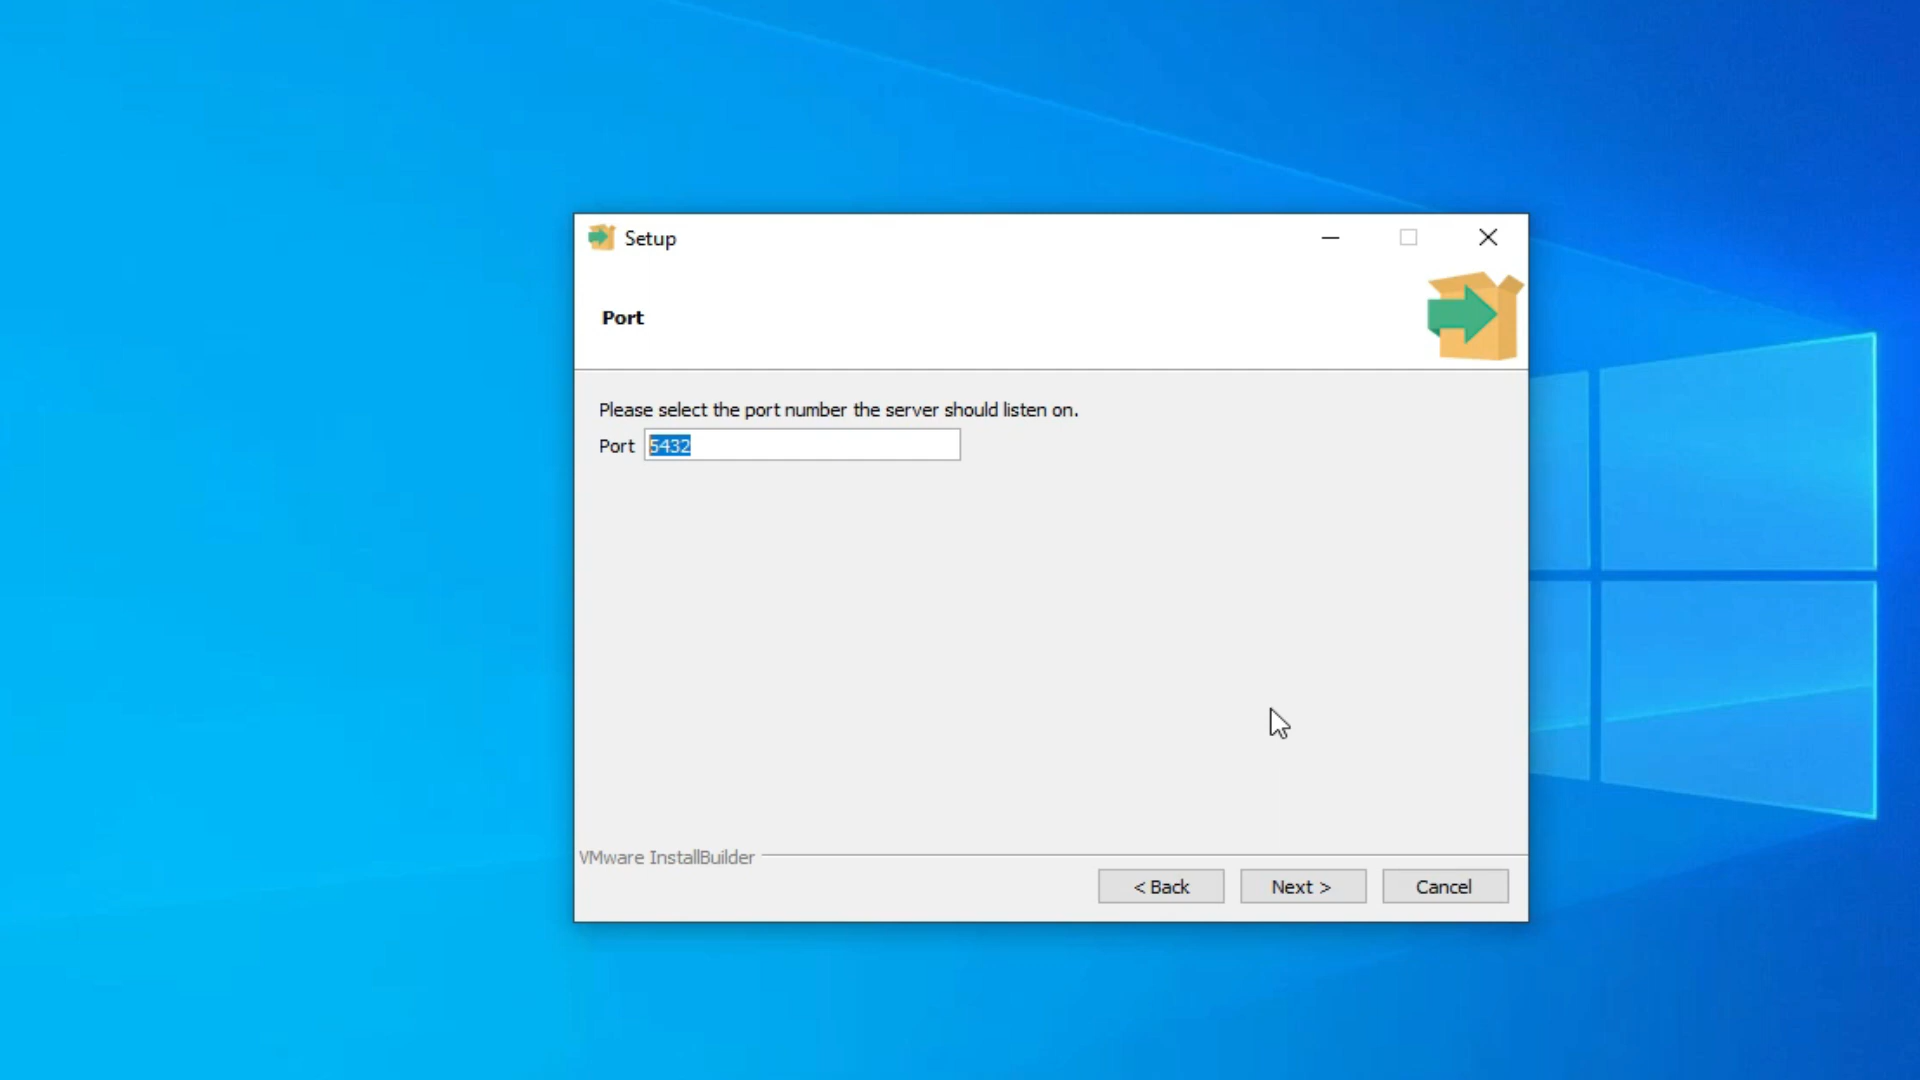 Setup
Port
Please select the port number the server should listen on.
Port 5432
VMware InstallBuilder
< Back Next > Cancel